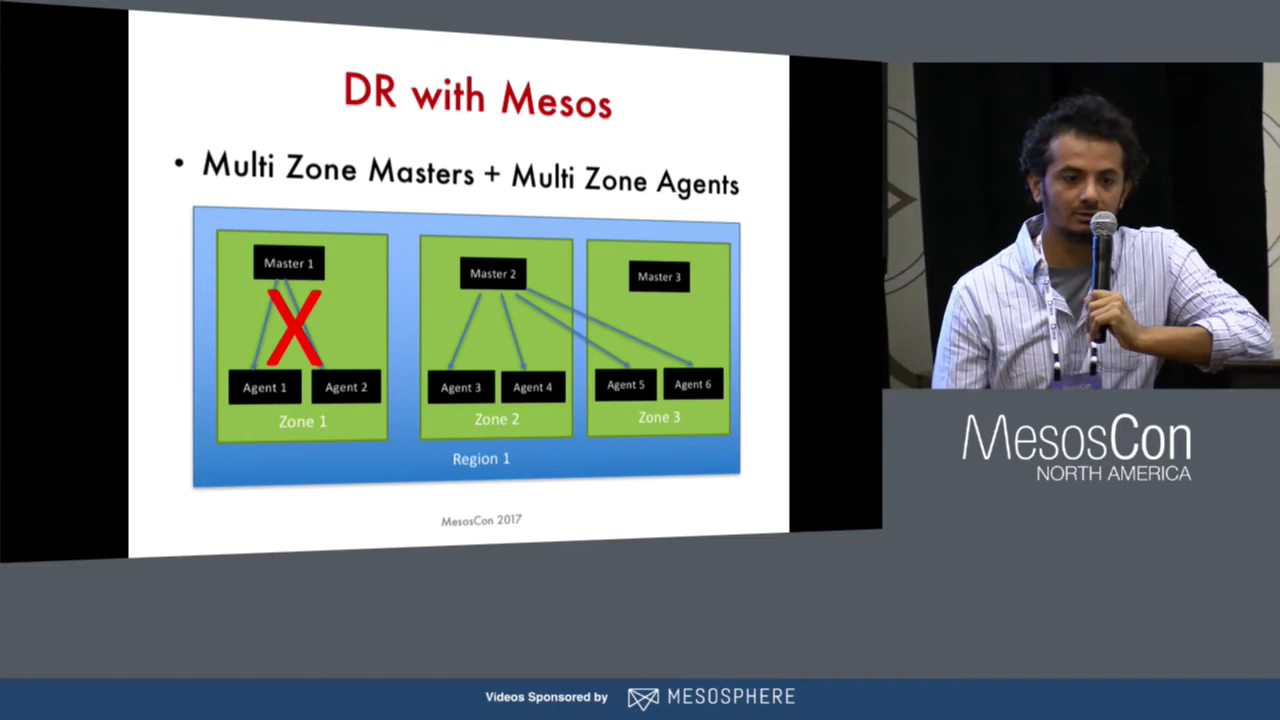 DR with Mesos
• Multi Zone Masters + Multi Zone Agents
Master 1
Master 2
Master 3
X
Agent 1
Agent 2
Agent 3
Agent 4
Agent 5
Agent 6
Zone 1
Zone 2
Zone 3
Region 1
MesosCon 2017
MesosCon
NORTH AMERICA
Videos Sponsored by MESOSPHERE